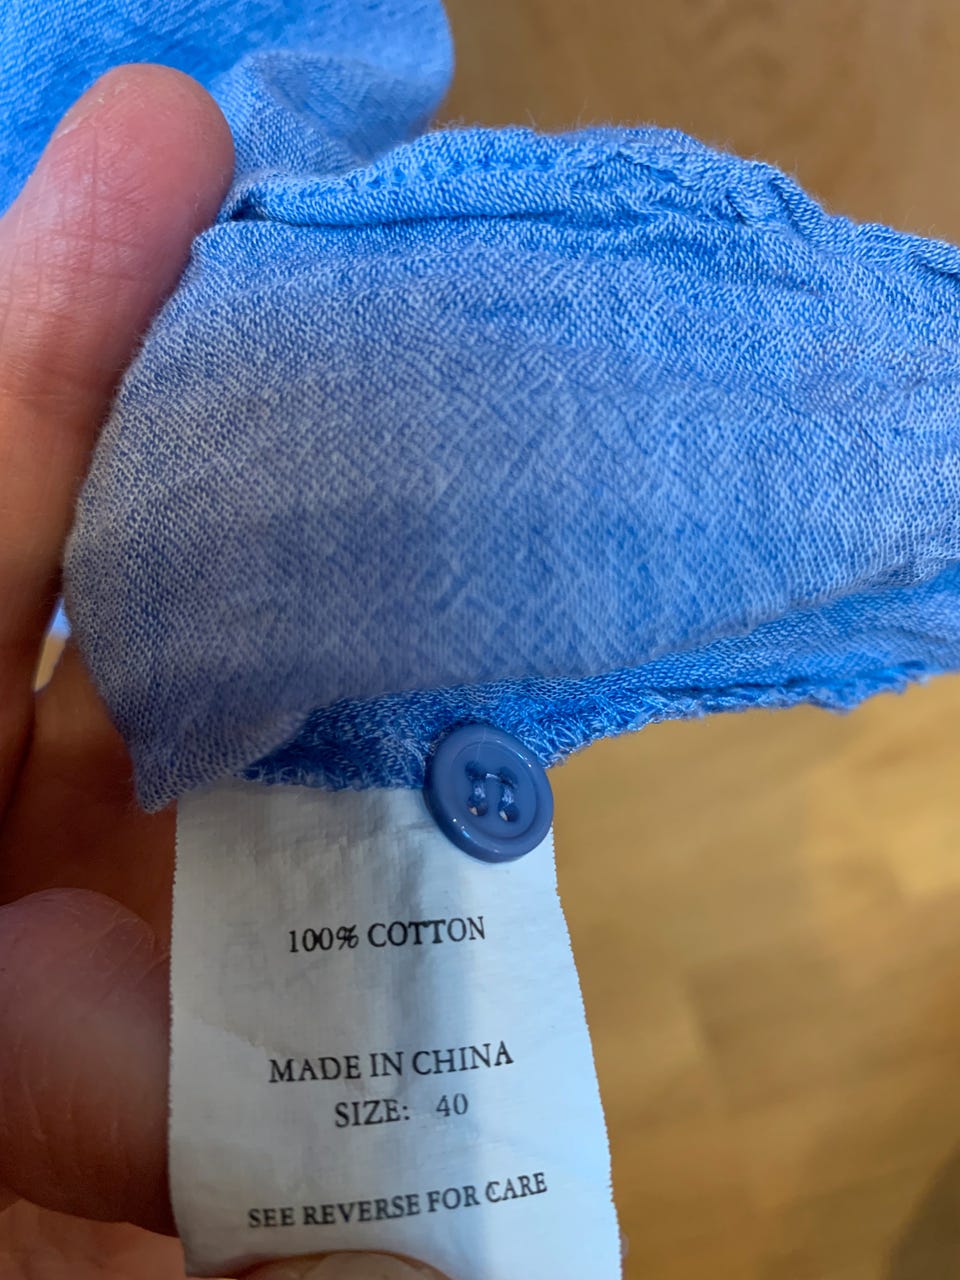 100% COTTON
MADE IN CHINA
SIZE: 40
SEE REVERSE FOR CARE